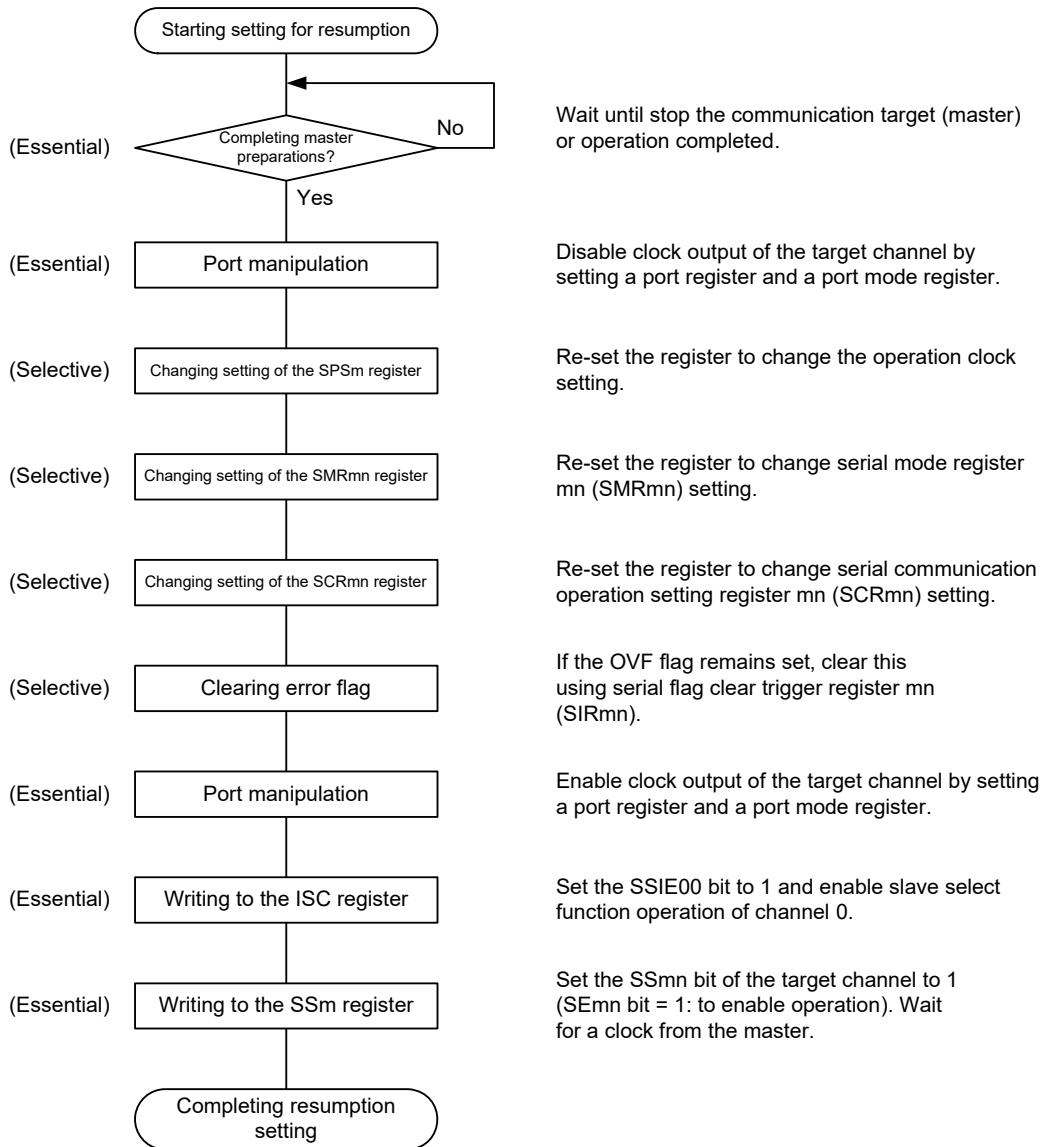 Starting setting for resumption
(Essential)
Completing master
preparations?
No
Yes
Wait until stop the communication target (master)
or operation completed.
(Essential)
Port manipulation
Disable clock output of the target channel by
setting a port register and a port mode register.
(Selective)
Changing setting of the SPSm register
Re-set the register to change the operation clock
setting.
(Selective)
Changing setting of the SMRmn register
Re-set the register to change serial mode register
mn (SMRmn) setting.
(Selective)
Changing setting of the SCRmn register
Re-set the register to change serial communication
operation setting register mn (SCRmn) setting.
(Selective)
Clearing error flag
If the OVF flag remains set, clear this
using serial flag clear trigger register mn
(SIRmn).
(Essential)
Port manipulation
Enable clock output of the target channel by setting
a port register and a port mode register.
(Essential)
Writing to the ISC register
Set the SSIE00 bit to 1 and enable slave select
function operation of channel 0.
(Essential)
Writing to the SSm register
Set the SSmn bit of the target channel to 1
(SEmn bit = 1: to enable operation). Wait
for a clock from the master.
Completing resumption
setting